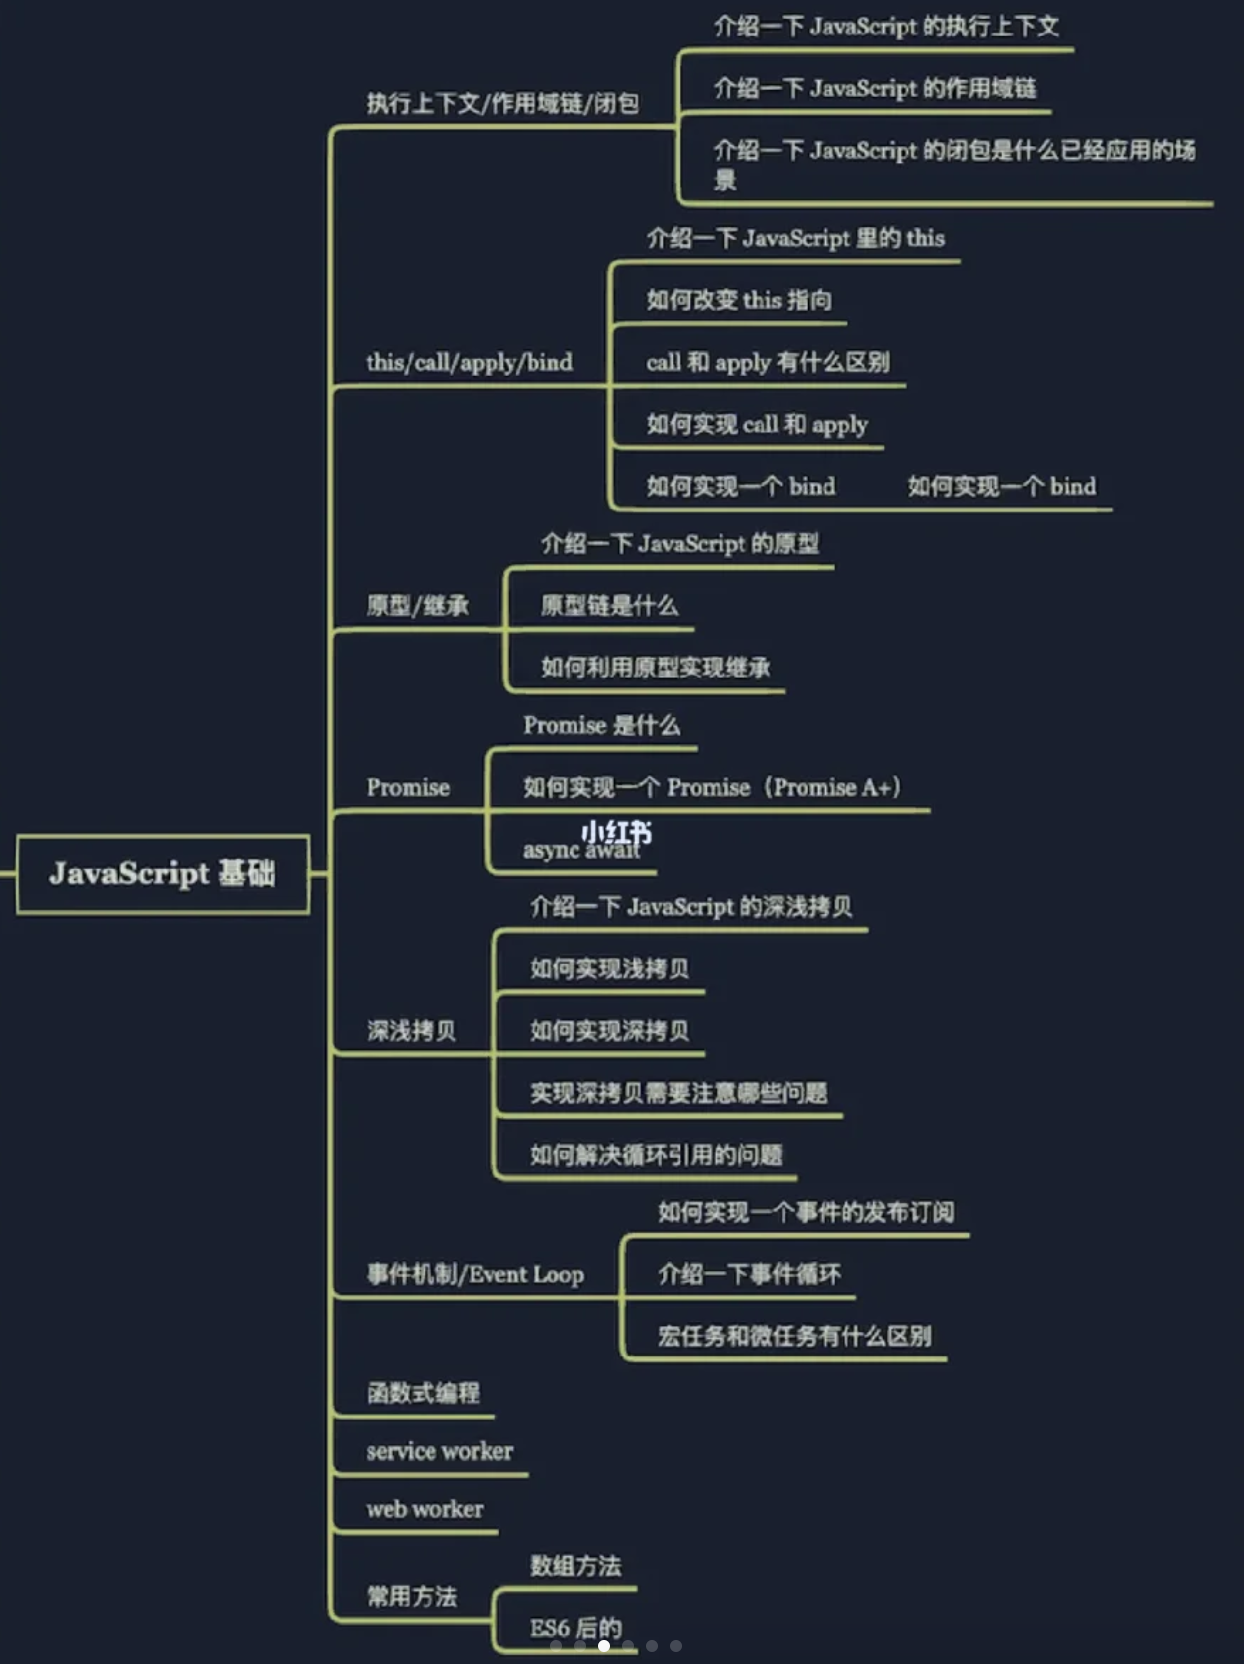 介绍一下 JavaScript 的执行上下文
介绍一下 JavaScript 的作用域链
执行上下文/作用域链/闭包
介绍一下 JavaScript 的闭包是什么已经应用的场
景
介绍一下 JavaScript 里的 this
如何改变 this 指向
this/call/apply/bind
call 和 apply 有什么区别
如何实现 call 和 apply
如何实现一个 bind
如何实现一个 bind
介绍一下 JavaScript 的原型
原型/继承
原型链是什么
如何利用原型实现继承
Promise 是什么
Promise
如何实现一个 Promise（Promise A+）
小红书
async await
JavaScript 基础
介绍一下 JavaScript 的深浅拷贝
如何实现浅拷贝
深浅拷贝
如何实现深拷贝
实现深拷贝需要注意哪些问题
如何解决循环引用的问题
如何实现一个事件的发布订阅
事件机制/Event Loop
介绍一下事件循环
宏任务和微任务有什么区别
函数式编程
service worker
web worker
数组方法
常用方法
ES6 后的